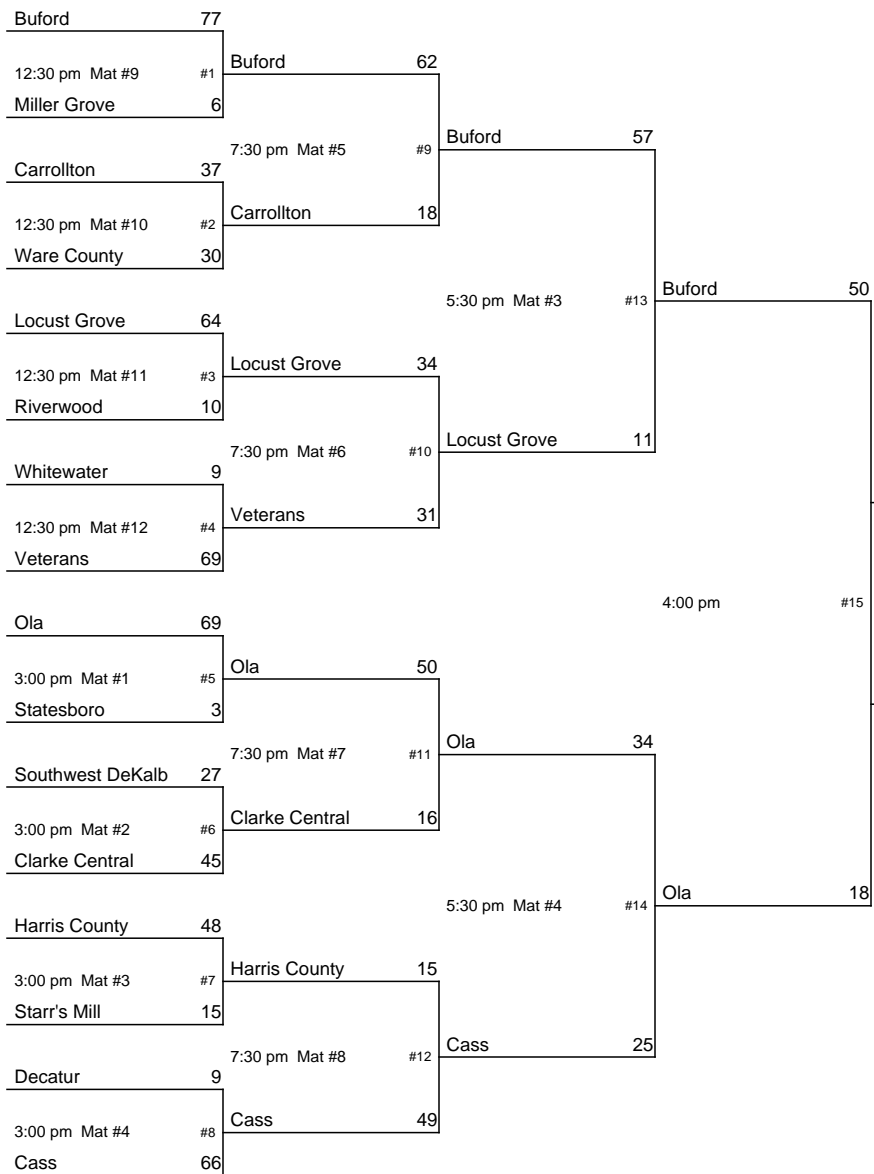 Buford 77
12:30 pm Mat #9 #1
Miller Grove 6
Carrollton 37
12:30 pm Mat #10 #2
Ware County 30
Locust Grove 64
12:30 pm Mat #11 #3
Riverwood 10
Whitewater 9
12:30 pm Mat #12 #4
Veterans 69
Ola 69
3:00 pm Mat #1 #5
Statesboro 3
Southwest DeKalb 27
3:00 pm Mat #2 #6
Clarke Central 45
Harris County 48
3:00 pm Mat #3 #7
Starr's Mill 15
Decatur 9
3:00 pm Mat #4 #8
Cass 66
Buford 62
7:30 pm Mat #5 #9
Carrollton 18
Locust Grove 34
7:30 pm Mat #6 #10
Veterans 31
Ola 50
7:30 pm Mat #7 #11
Clarke Central 16
Harris County 15
7:30 pm Mat #8 #12
Cass 49
Buford 57
5:30 pm Mat #3 #13
Locust Grove 11
Ola 34
5:30 pm Mat #4 #14
Cass 25
Buford 50
4:00 pm #15
Ola 18